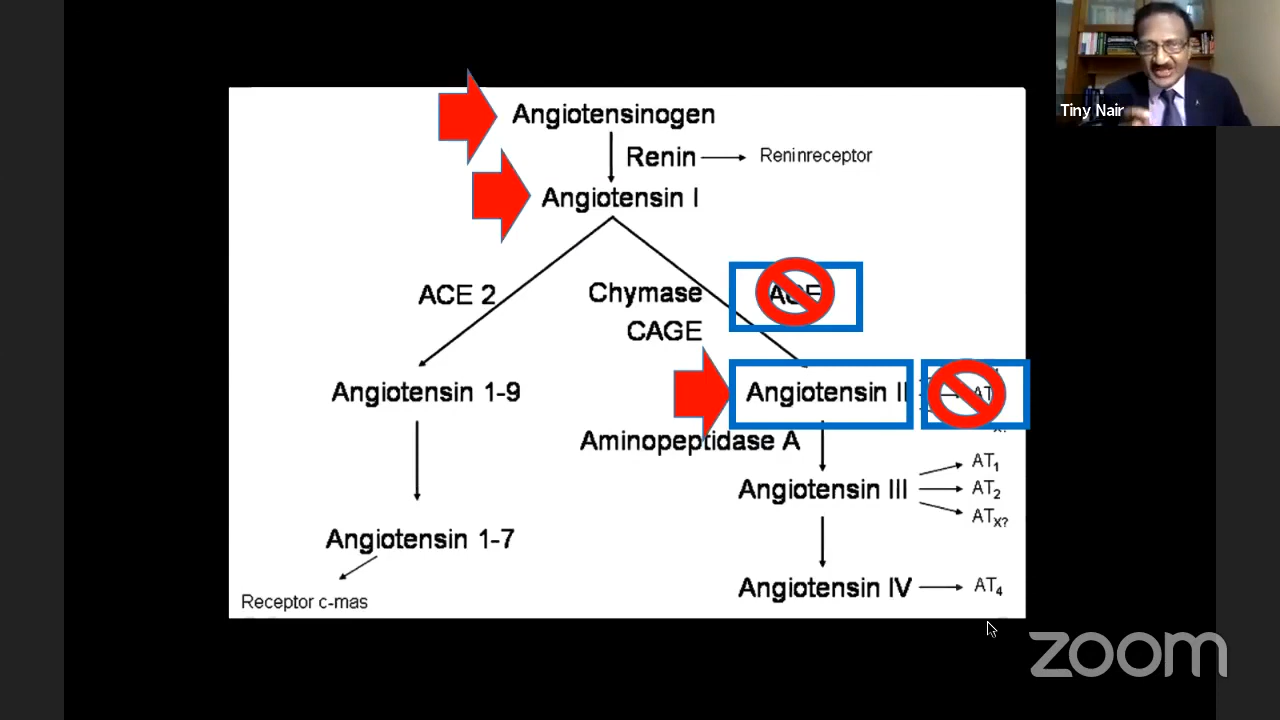 Tiny Nair
Angiotensinogen
Renin
Reninreceptor
Angiotensin I
ACE 2
Chymase
ACE
CAGE
Angiotensin 1-9
Angiotensin II
Aminopeptidase A
X?
Angiotensin III
AT1
AT2
ATX?
Angiotensin 1-7
Angiotensin IV
AT4
Receptor c-mas
zoom